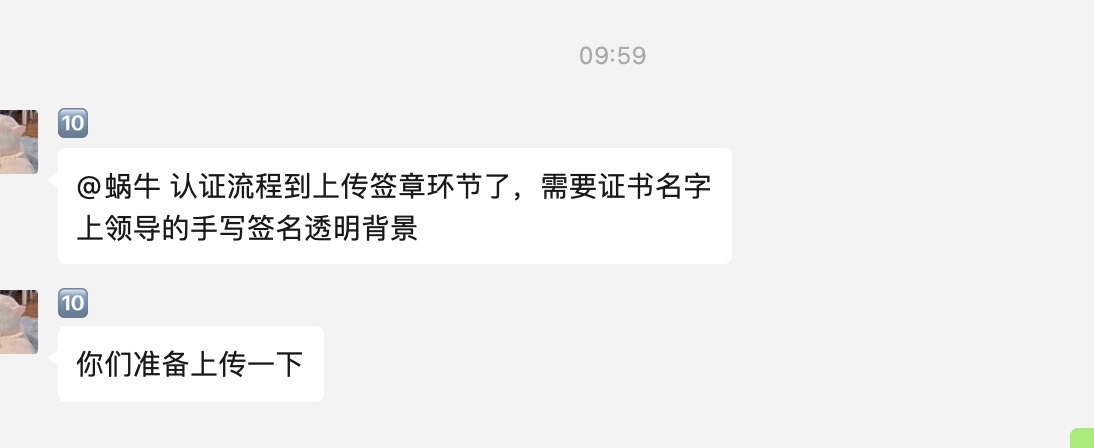 09:59
🔟
@蜗牛 认证流程到上传签章环节了，需要证书名字
上领导的手写签名透明背景
🔟
你们准备上传一下